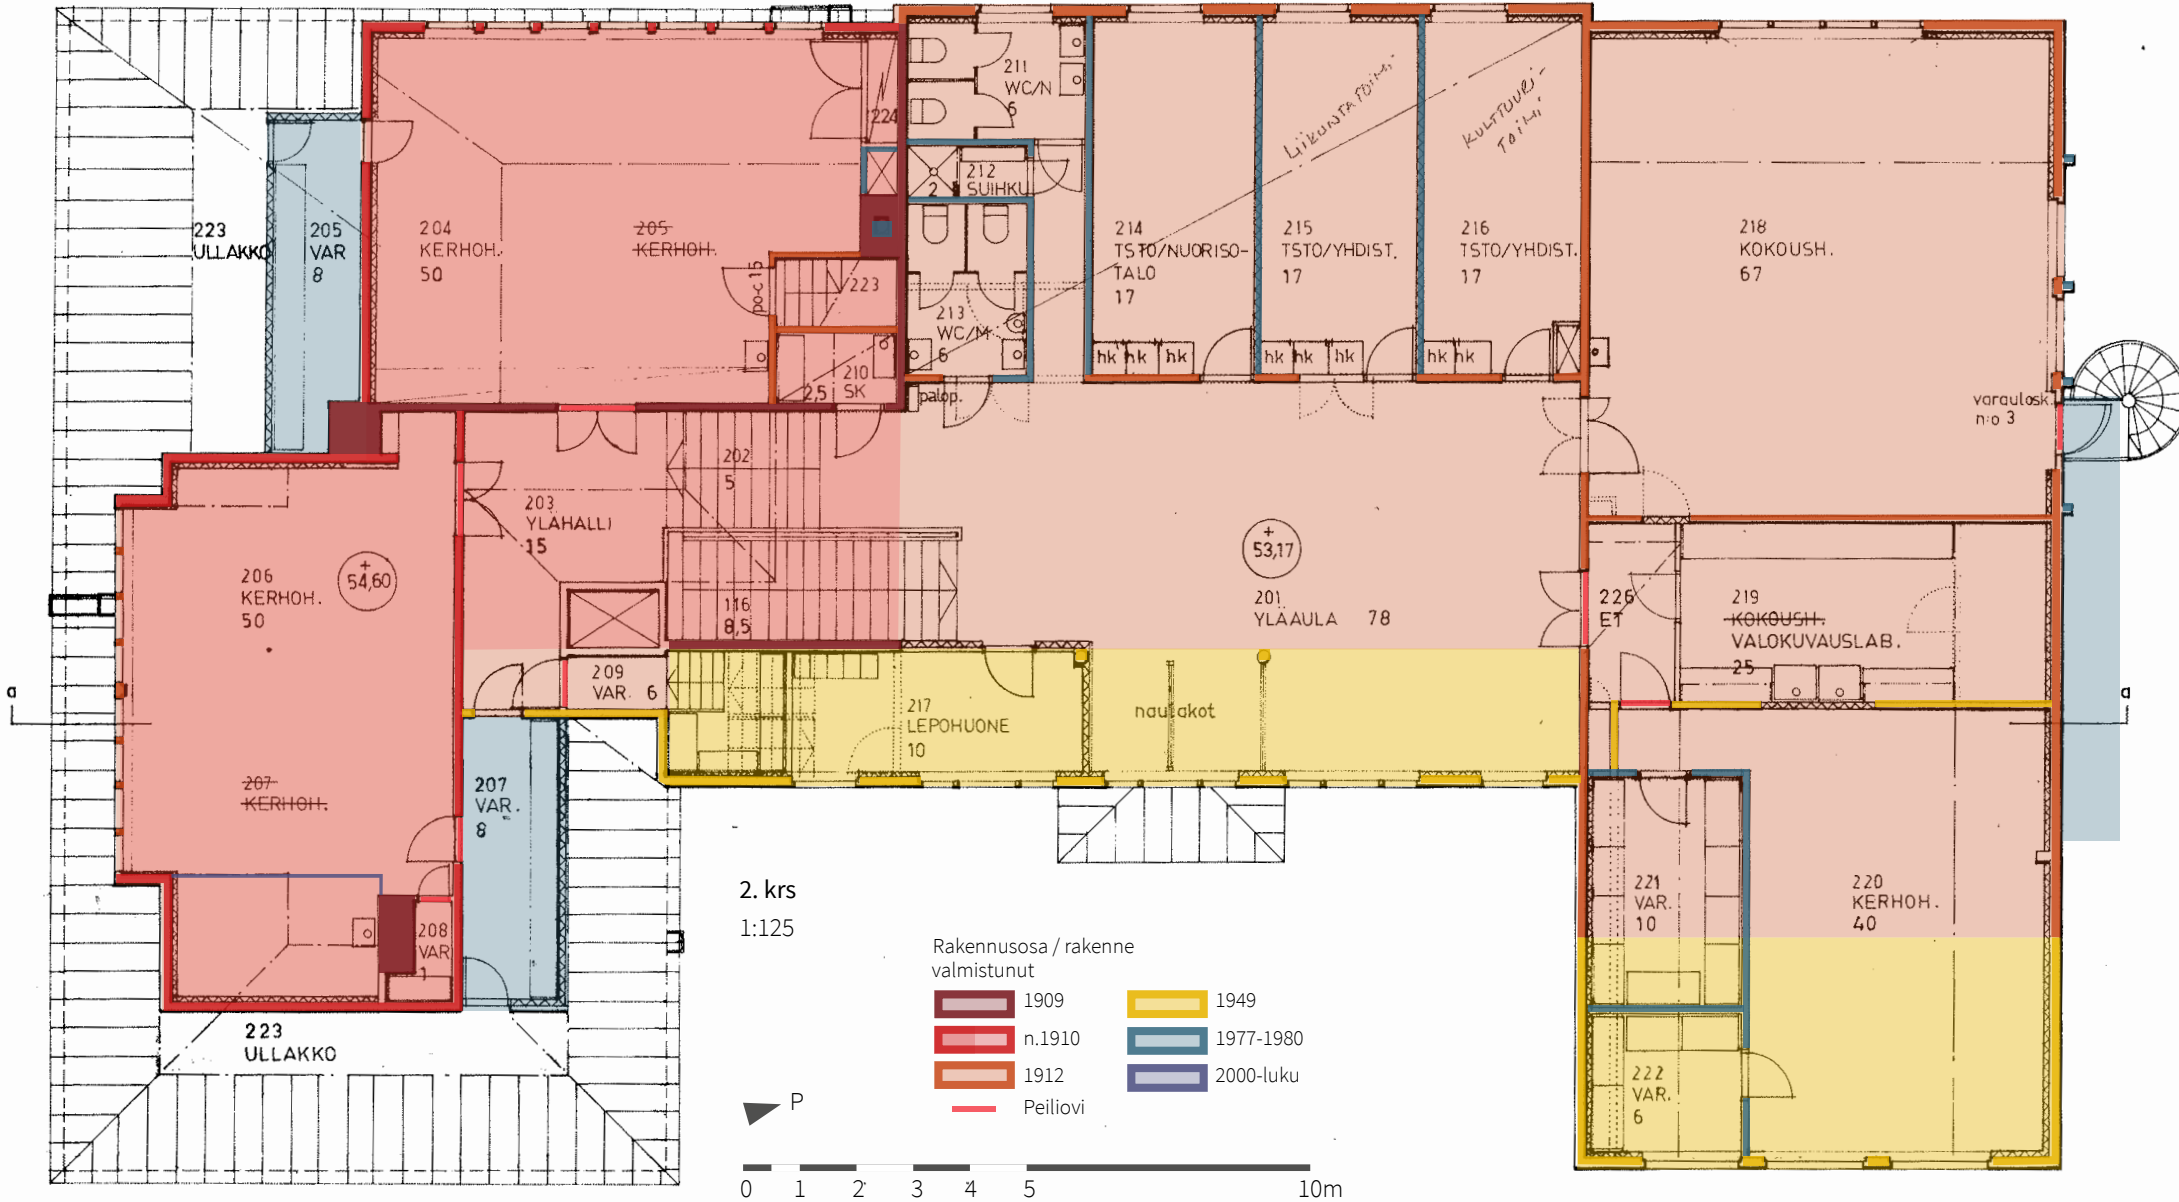 211
WC/N
6
224
212
SUIHKU
2
Liikuntatoimi
KULTTUURI-
TOIMI
223
ULLAKKO
205
VAR
8
204
KERHOH.
50
205
KERHOH.
po-c 15
223
213
WC/M
6
214
TSTO/NUORISO-
TALO
17
215
TSTO/YHDIST.
17
216
TSTO/YHDIST.
17
218
KOKOUSH.
67
hk hk hk
hk hk hk
hk hk
210
SK
2,5
palop.
varaulosk.
n:o 3
202
5
203
YLÄHALLI
15
+
53,17
+
54,60
206
KERHOH.
50
116
8,5
201
YLÄAULA 78
226
ET
219
KOKOUSH.
VALOKUVAUSLAB.
25
209
VAR. 6
217
LEPOHUONE
10
naulakot
a
a
207
KERHOH.
207
VAR.
8
208
VAR
1
221
VAR.
10
220
KERHOH.
40
223
ULLAKKO
222
VAR.
6
2. krs
1:125
Rakennusosa / rakenne
valmistunut
1909
n.1910
1912
Peiliovi
1949
1977-1980
2000-luku
P
0 1 2 3 4 5 10m